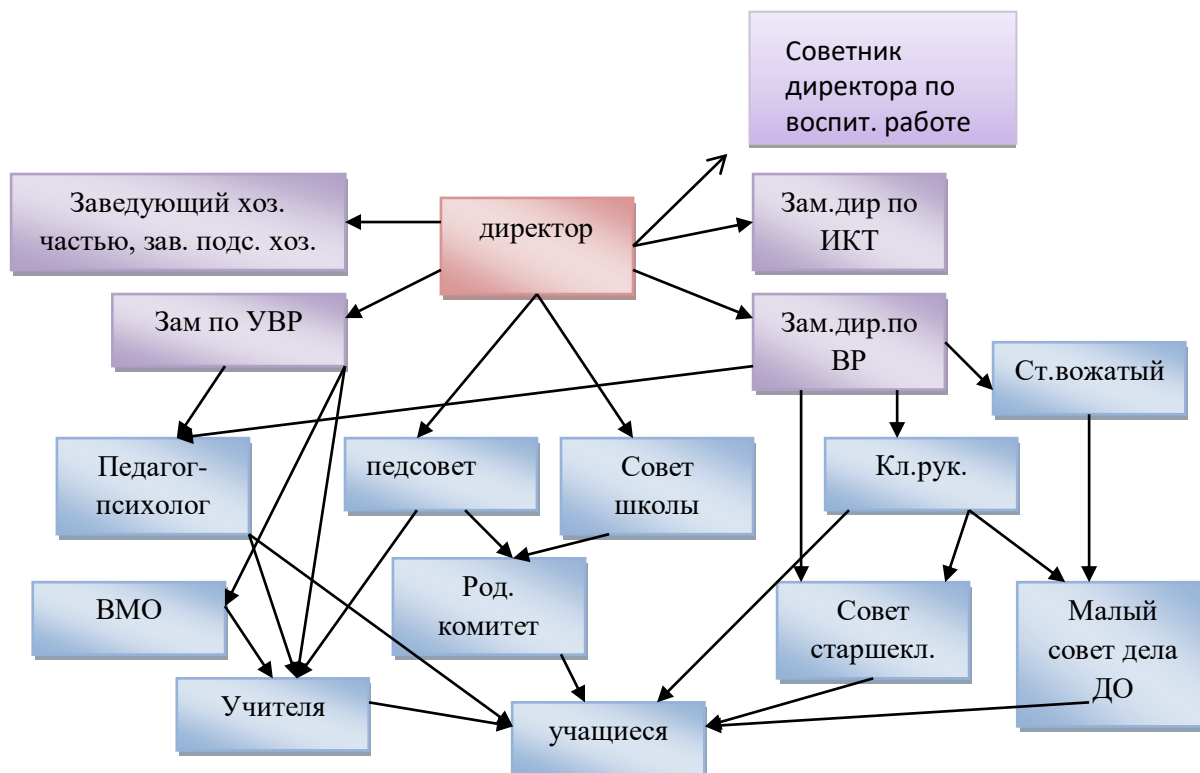 Советник
директора по
воспит. работе
Заведующий хоз.
частью, зав. подс. хоз.
директор
Зам.дир по
ИКТ
Зам по УВР
Зам.дир.по
ВР
Ст.вожатый
Педагог-
психолог
педсовет
Совет
школы
Кл.рук.
ВМО
Род.
комитет
Совет
старшекл.
Малый
совет дела
ДО
Учителя
учащиеся